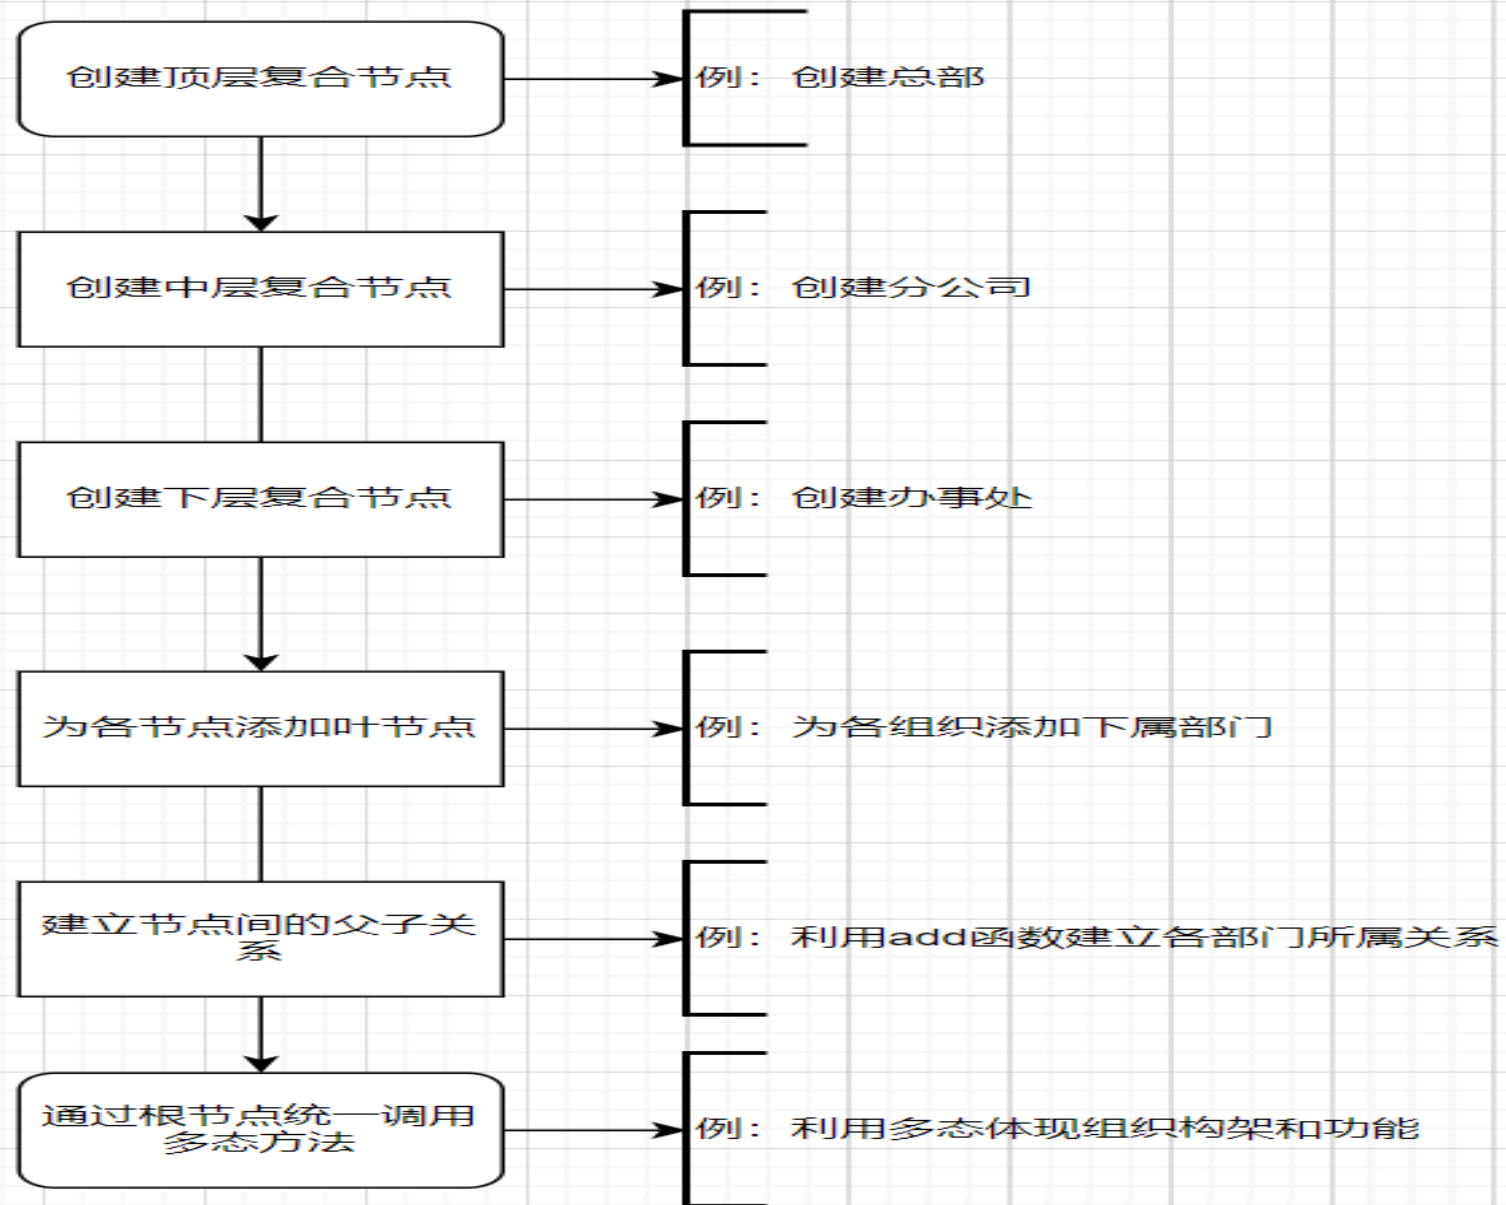 创建顶层复合节点
例： 创建总部
创建中层复合节点
例： 创建分公司
创建下层复合节点
例： 创建办事处
为各节点添加叶节点
例： 为各组织添加下属部门
建立节点间的父子关
系
例： 利用add函数建立各部门所属关系
通过根节点统一调用
多态方法
例： 利用多态体现组织构架和功能